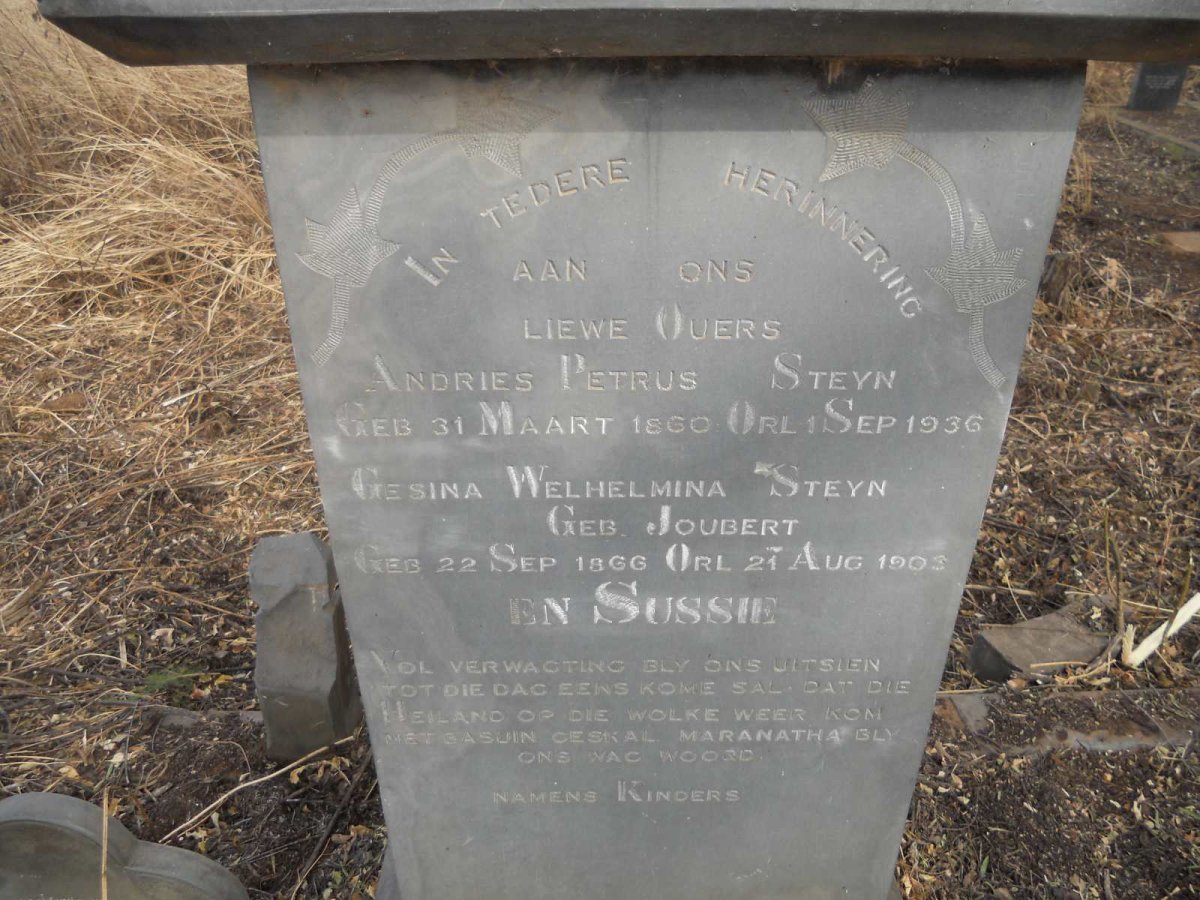 In TEDERE HERINNERING
AAN ONS
LIEWE OUERS
ANDRIES PETRUS STEYN
GEB 31 MAART 1860 ORL 1 SEP 1936
GESINA WELHELMINA STEYN
GEB. JOUBERT
GEB 22 SEP 1866 ORL 27 AUG 1903
EN SUSSIE
VOL VERWAGTING BLY ONS UITSIEN
TOT DIE DAG EENS KOME SAL. DAT DIE
HEILAND OP DIE WOLKE WEER KOM
MET BASUIN GESKAL MARANATHA BLY
ONS WAG WOORD.
NAMENS KINDERS